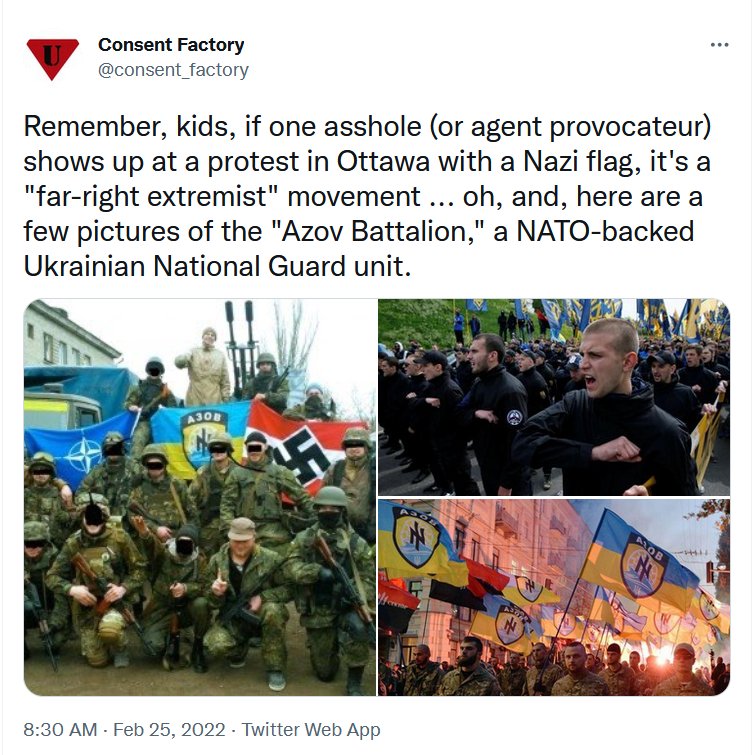 Consent Factory
@consent_factory
Remember, kids, if one asshole (or agent provocateur)
shows up at a protest in Ottawa with a Nazi flag, it's a
"far-right extremist" movement ... oh, and, here are a
few pictures of the "Azov Battalion," a NATO-backed
Ukrainian National Guard unit.
АЗОВ
АЗОВ
АЗОВ
АЗОВ
8:30 AM · Feb 25, 2022 · Twitter Web App